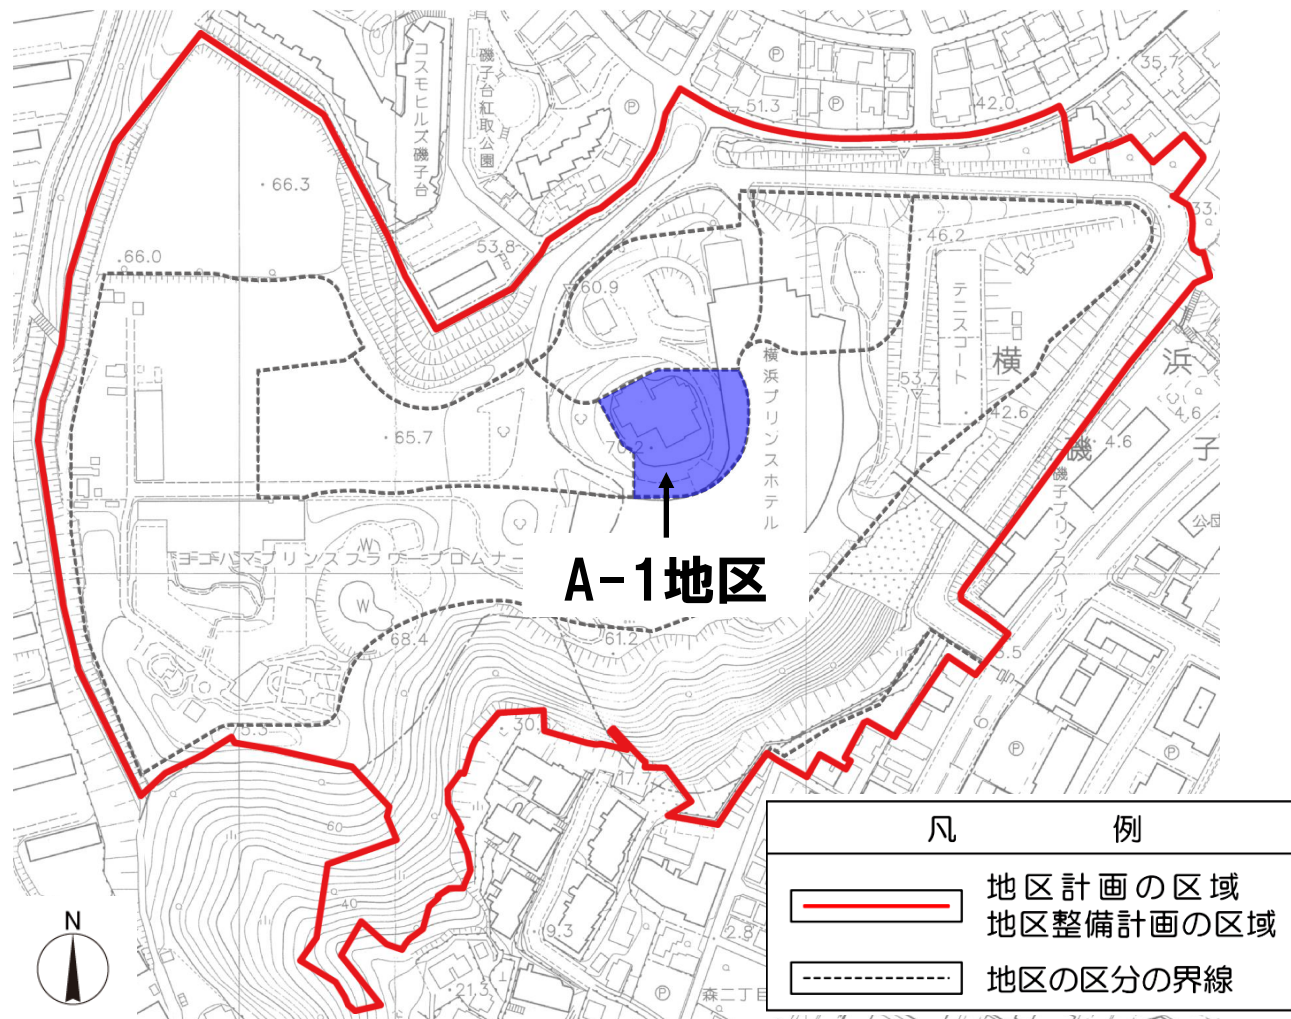 コスモヒルズ磯子台
磯子台紅取公園
Ⓟ
Ⓟ
Ⓟ
35.7
51.3
42.0
51.1
66.3
53.8
46.2
66.0
60.9
テニスコート
横
浜
横浜プリンスホテル
53.7
42.6
4.6
65.7
70.2
磯
4.6
子
磯子プリンスハイツ
ヨコハマプリンスフラワープロムナ
W
W
A-1地区
68.4
61.2
30.
Ⓟ
Ⓟ
60
40
9.3
2.8
21.3
Ⓟ
森二丁目
N
凡例
地区計画の区域
地区整備計画の区域
地区の区分の界線